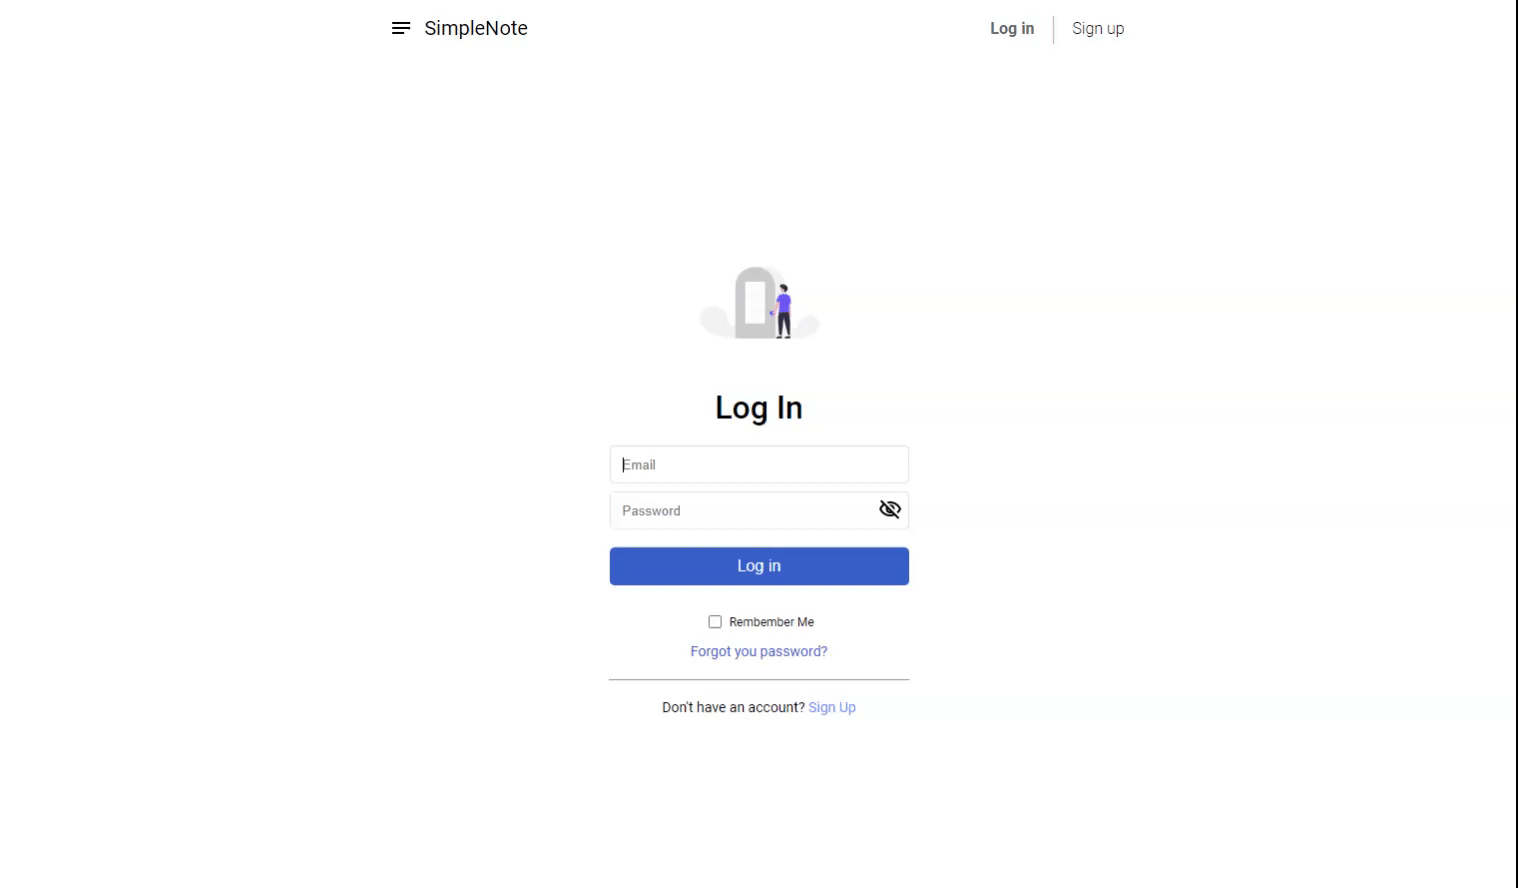 SimpleNote
Log in
Sign up
Log In
Email
Password
Log in
Rembember Me
Forgot you password?
Don't have an account? Sign Up